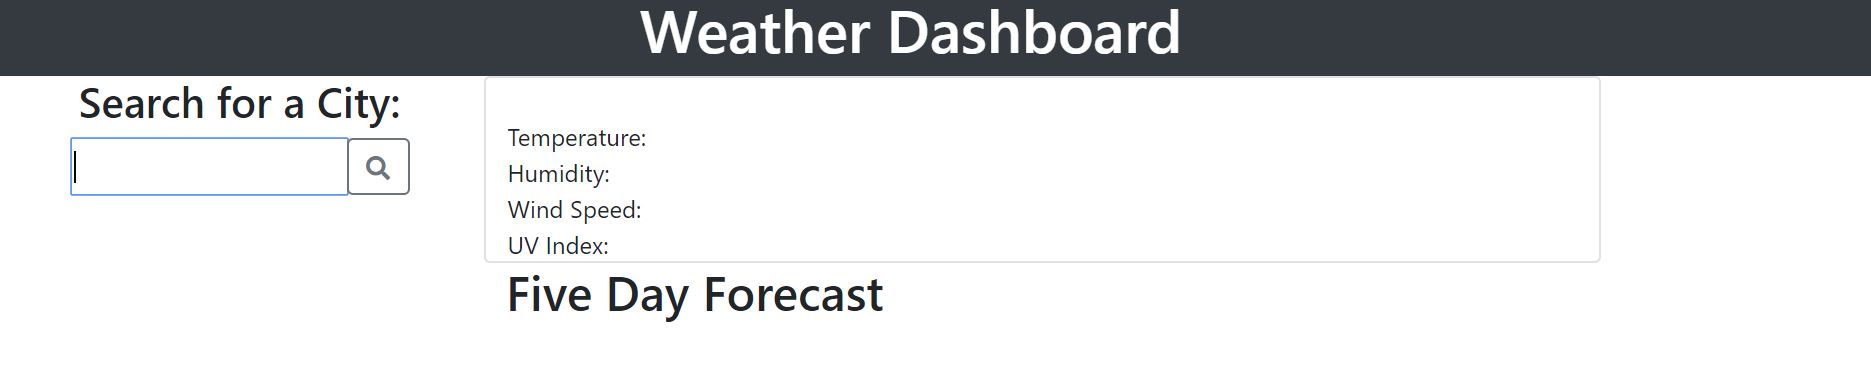 Weather Dashboard
Search for a City:
Temperature:
Humidity:
Wind Speed:
UV Index:
Five Day Forecast